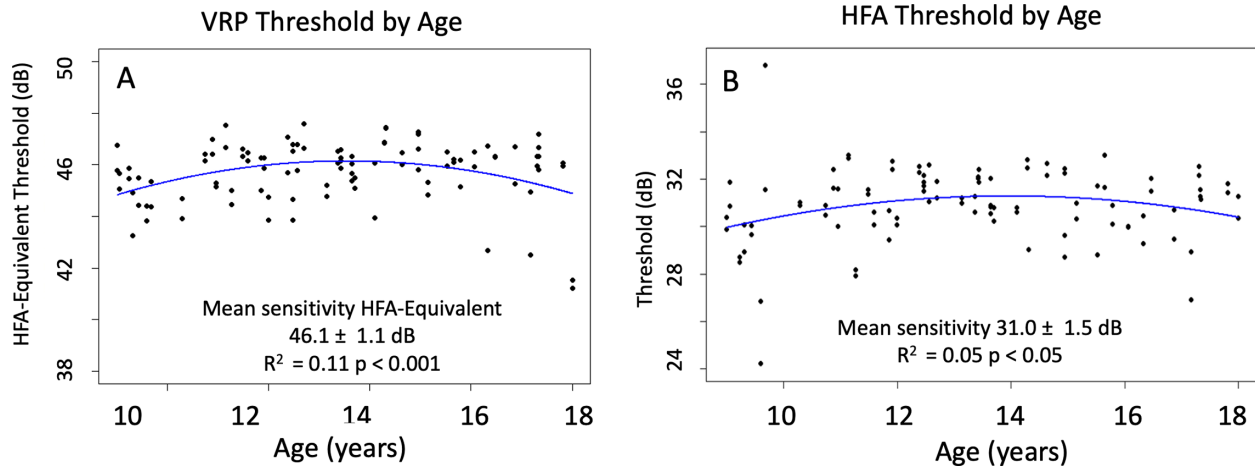 VRP Threshold by Age
A
HFA-Equivalent Threshold (dB)
50
46
42
38
Mean sensitivity HFA-Equivalent
46.1 ± 1.1 dB
R² = 0.11 p < 0.001
10 12 14 16 18
Age (years)
HFA Threshold by Age
B
Threshold (dB)
36
32
28
24
Mean sensitivity 31.0 ± 1.5 dB
R² = 0.05 p < 0.05
10 12 14 16 18
Age (years)